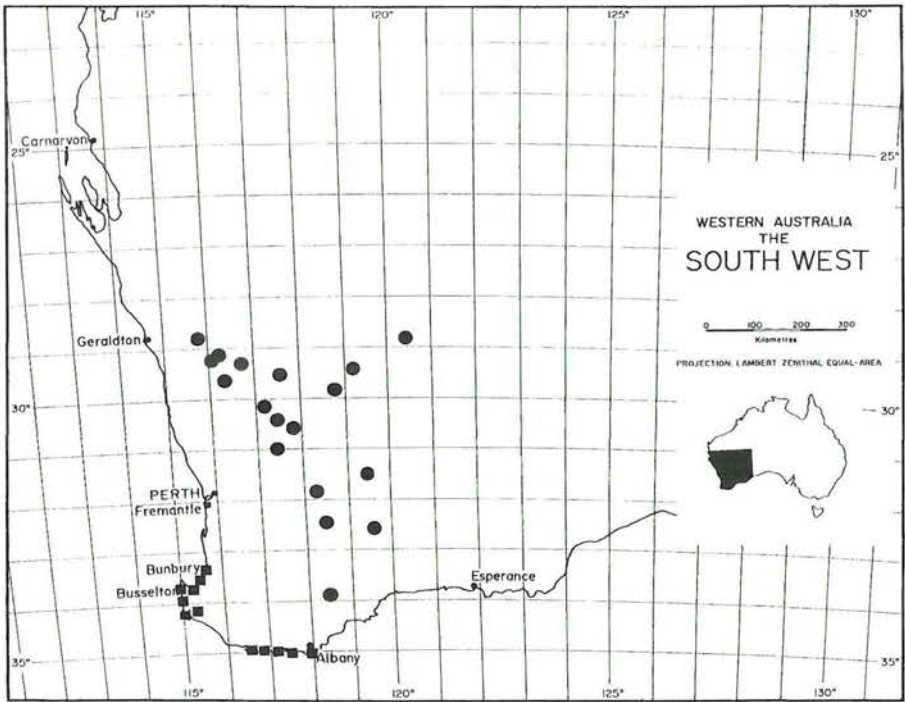 115°
120°
125°
130°
Carnarvon
25°
25°
WESTERN AUSTRALIA
THE
SOUTH WEST
Geraldton
0 100 200 300
Kilometres
PROJECTION LAMBERT ZENITHAL EQUAL-AREA
30°
30°
PERTH
Fremantle
Bunbury
Busselton
Esperance
Albany
35°
35°
115°
120°
125°
130°